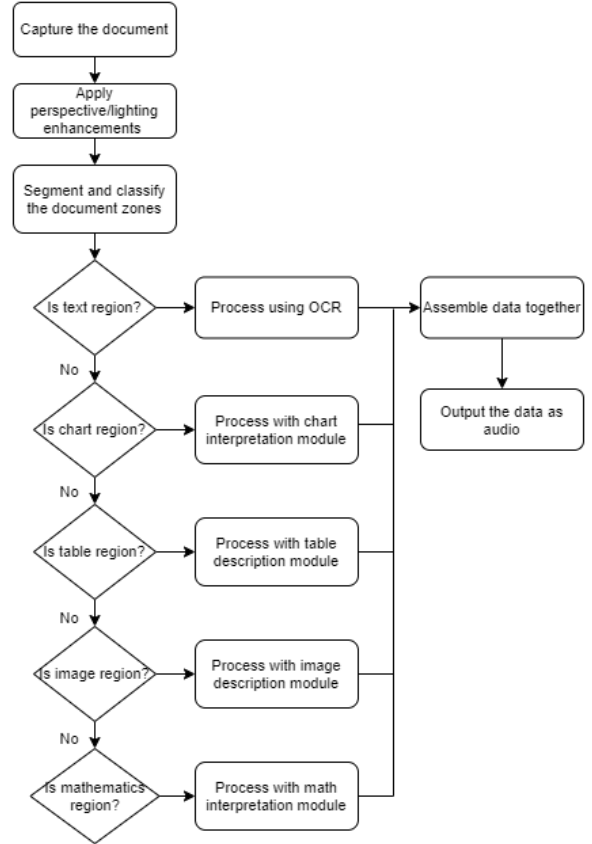 Capture the document
Apply
perspective/lighting
enhancements
Segment and classify
the document zones
Is text region?
Process using OCR
Assemble data together
No
Is chart region?
Process with chart
interpretation module
Output the data as
audio
No
Is table region?
Process with table
description module
No
Is image region?
Process with image
description module
No
Is mathematics
region?
Process with math
interpretation module